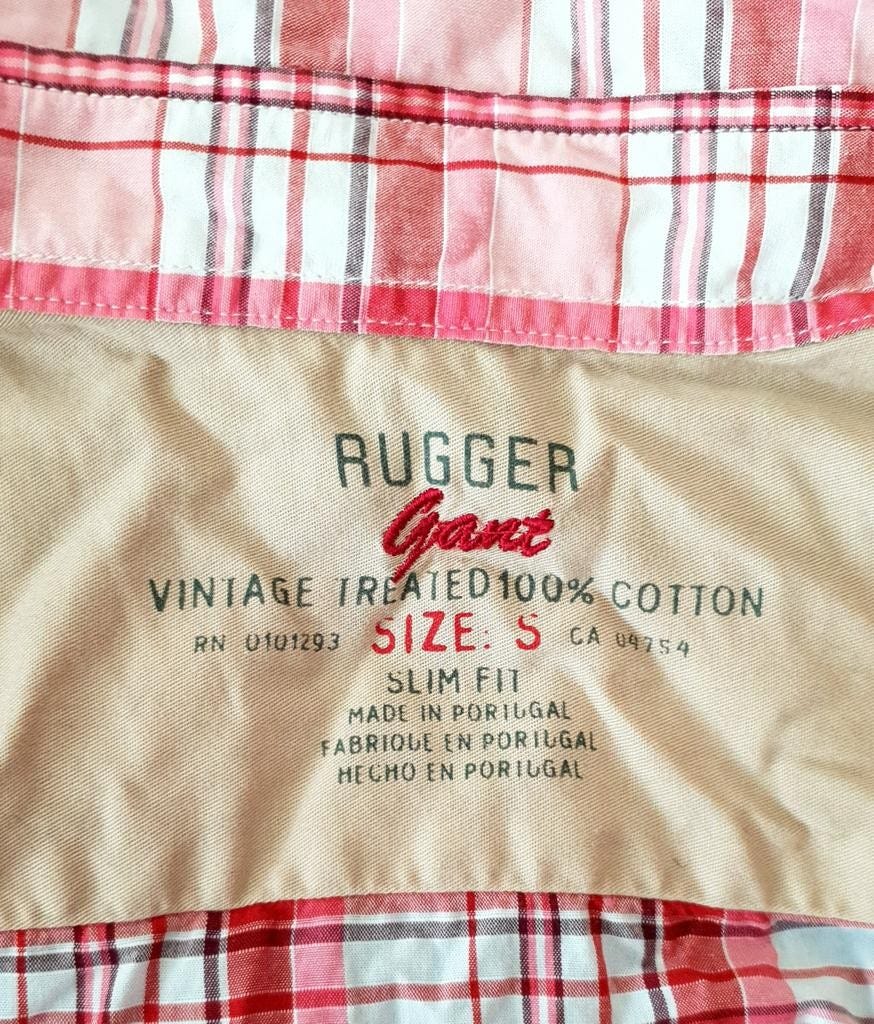 RUGGER
Gant
VINTAGE TREATED 100% COTTON
RN 0101293 SIZE: S CA 04754
SLIM FIT
MADE IN PORTUGAL
FABRIQUE EN PORTUGAL
HECHO EN PORTUGAL